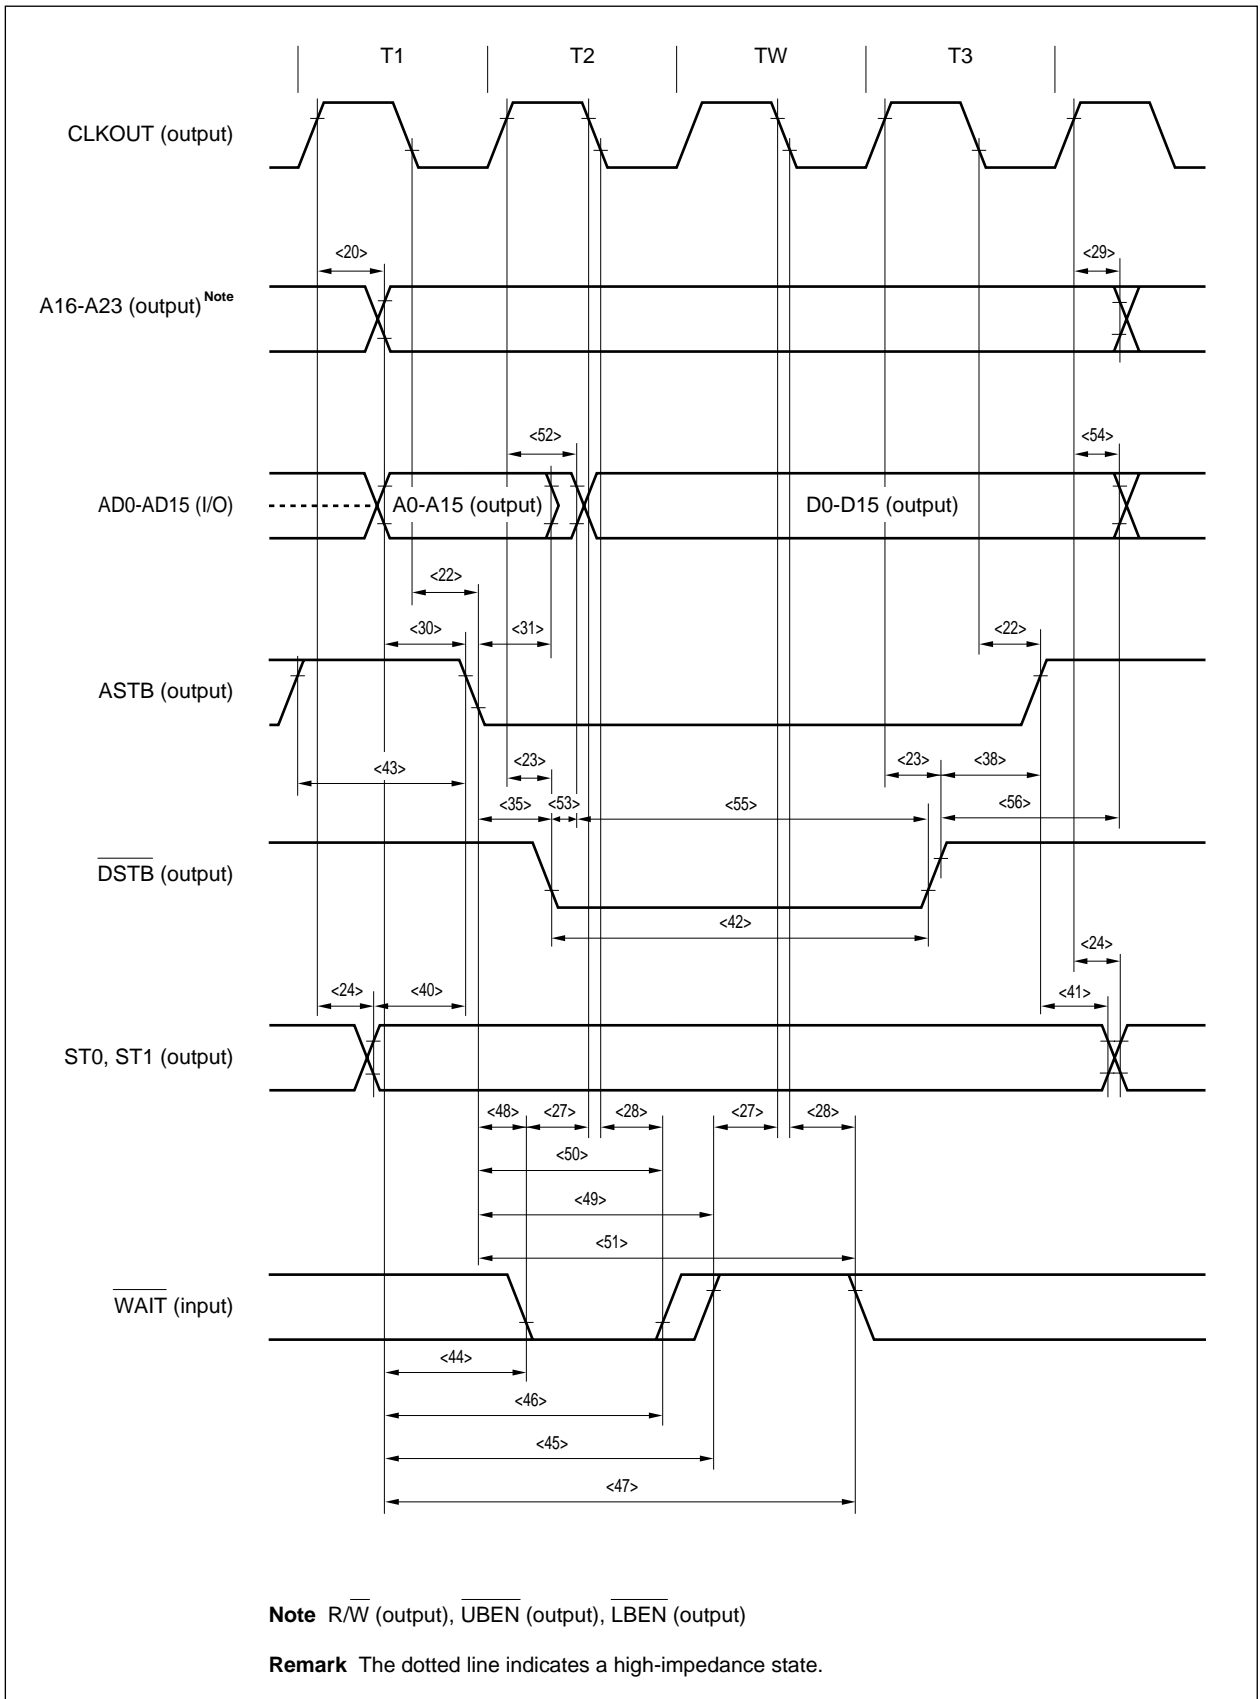 T1 T2 TW T3
CLKOUT (output)
<20> <29>
A16-A23 (output) Note
<52> <54>
AD0-AD15 (I/O) A0-A15 (output) D0-D15 (output)
<22>
<30> <31> <22>
ASTB (output)
<43> <23> <23> <38>
<35> <53> <55> <56>
DSTB (output)
<42>
<24>
<24> <40> <41>
ST0, ST1 (output)
<48> <27> <28> <27> <28>
<50>
<49>
<51>
WAIT (input)
<44>
<46>
<45>
<47>
Note R/W (output), UBEN (output), LBEN (output)
Remark The dotted line indicates a high-impedance state.